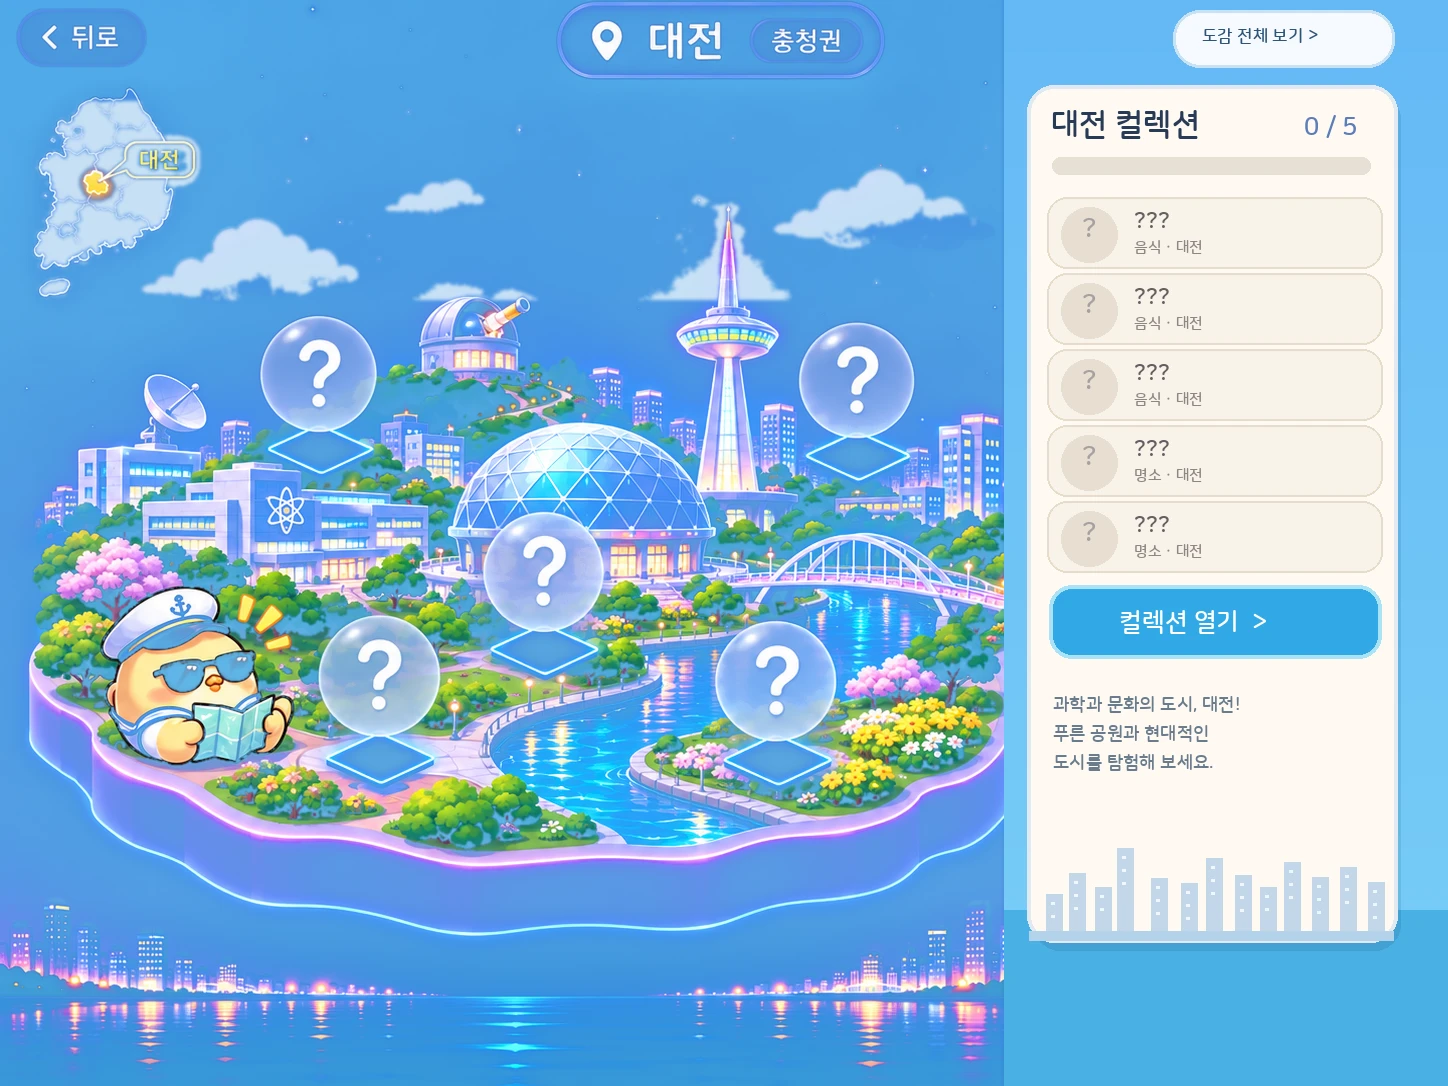 뒤로
대전 충청권
도감 전체 보기 >
대전
대전 컬렉션 0 / 5
?
???
음식 · 대전
?
???
음식 · 대전
?
???
음식 · 대전
?
???
명소 · 대전
?
???
명소 · 대전
?
?
?
?
?
컬렉션 열기 >
과학과 문화의 도시, 대전!
푸른 공원과 현대적인
도시를 탐험해 보세요.